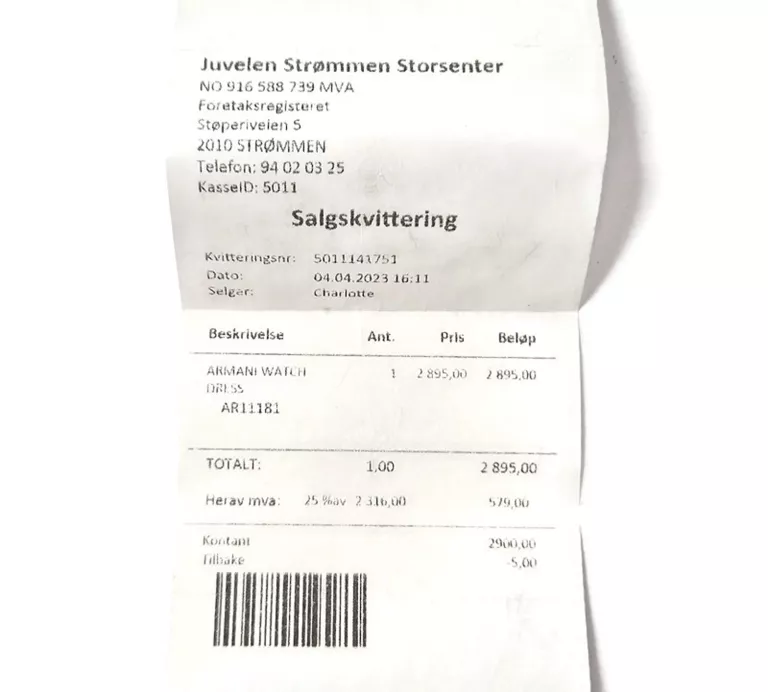 Juvelen Strømmen Storsenter
NO 916 588 739 MVA
Foretaksregisteret
Støperiveien 5
2010 STRØMMEN
Telefon: 94 02 03 25
KasseID: 5011
Salgskvittering
Kvitteringsnr: 5011141751
Dato: 04.04.2023 16:11
Selger: Charlotte
Beskrivelse Ant. Pris Beløp
ARMANI WATCH 1 2 895,00 2 895,00
DRESS
AR11181
TOTALT: 1,00 2 895,00
Herav mva: 25 %av 2 316,00 579,00
Kontant 2900,00
Tilbake -5,00